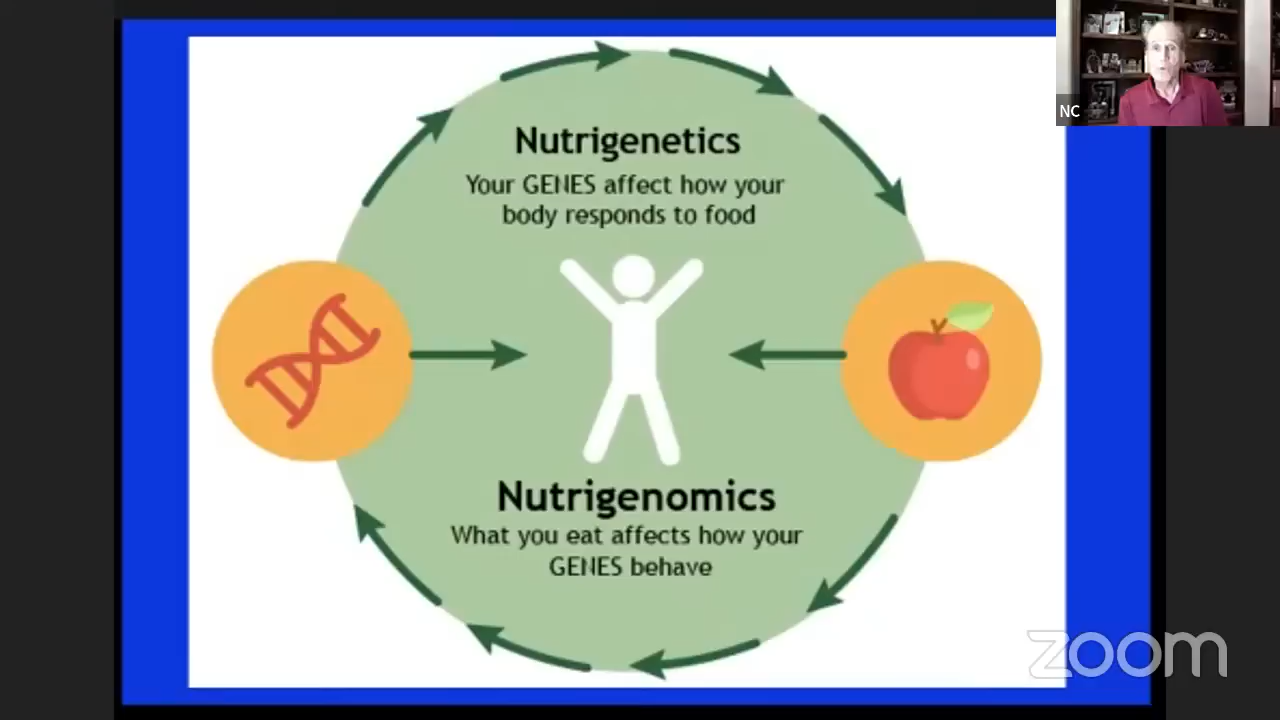 Nutrigenetics
Your GENES affect how your
body responds to food
Nutrigenomics
What you eat affects how your
GENES behave
NC
zoom